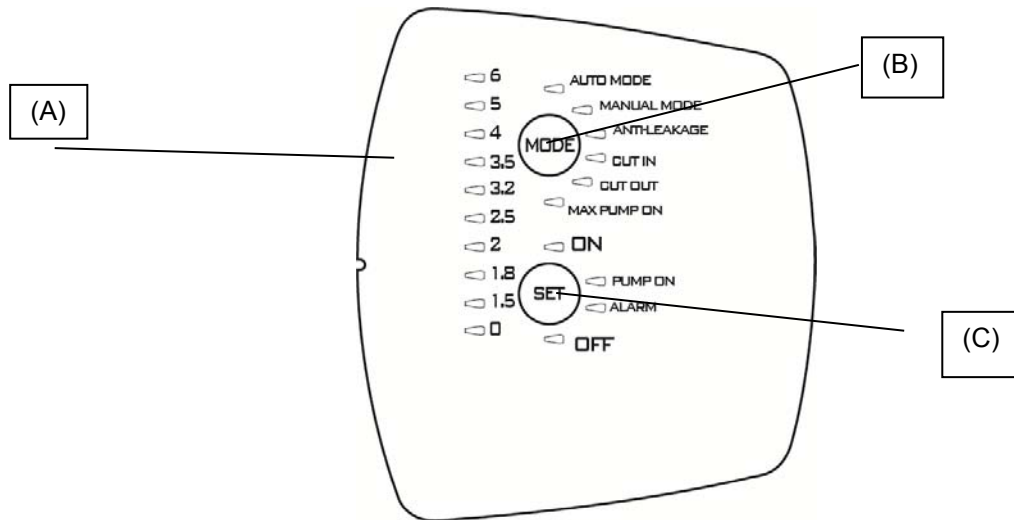 (A)
(B)
(C)
6
5
4
3.5
3.2
2.5
2
1.8
1.5
0
AUTO MODE
MANUAL MODE
ANTI-LEAKAGE
CUT IN
CUT OUT
MAX PUMP ON
MODE
ON
PUMP ON
ALARM
SET
OFF